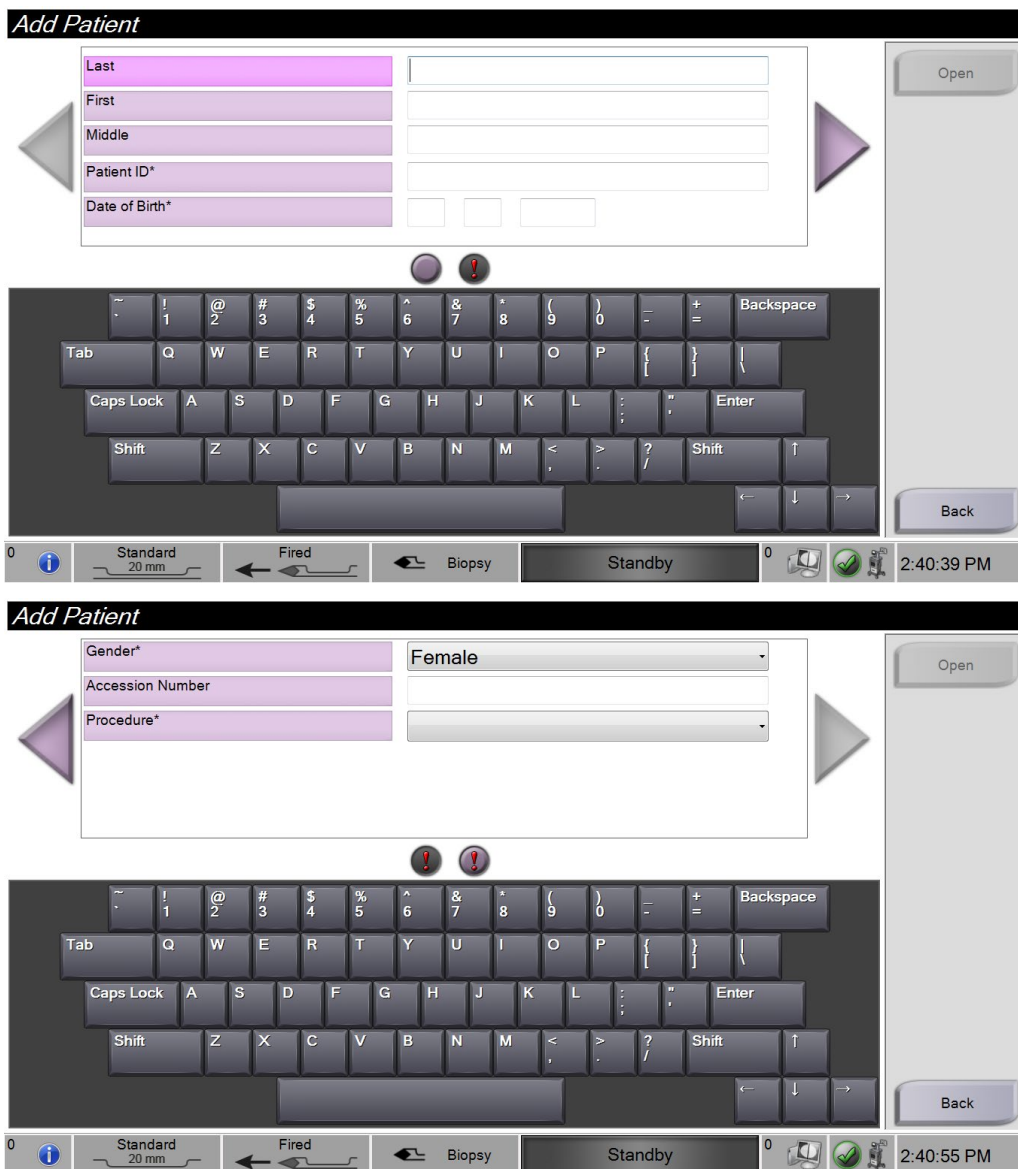 Add Patient
Last
Open
First
Middle
Patient ID*
Date of Birth*
~ ! @ # $ % ^ & * ( ) _ + Backspace
` 1 2 3 4 5 6 7 8 9 0 - =
Tab Q W E R T Y U I O P { } |
[ ] \
Caps Lock A S D F G H J K L : " Enter
; '
Shift Z X C V B N M < > ? Shift ↑
, . /
← ↓ →
Back
0 Standard Fired Biopsy Standby 0 2:40:39 PM
20 mm
Add Patient
Gender* Female
Open
Accession Number
Procedure*
~ ! @ # $ % ^ & * ( ) _ + Backspace
` 1 2 3 4 5 6 7 8 9 0 - =
Tab Q W E R T Y U I O P { } |
[ ] \
Caps Lock A S D F G H J K L : " Enter
; '
Shift Z X C V B N M < > ? Shift ↑
, . /
← ↓ →
Back
0 Standard Fired Biopsy Standby 0 2:40:55 PM
20 mm